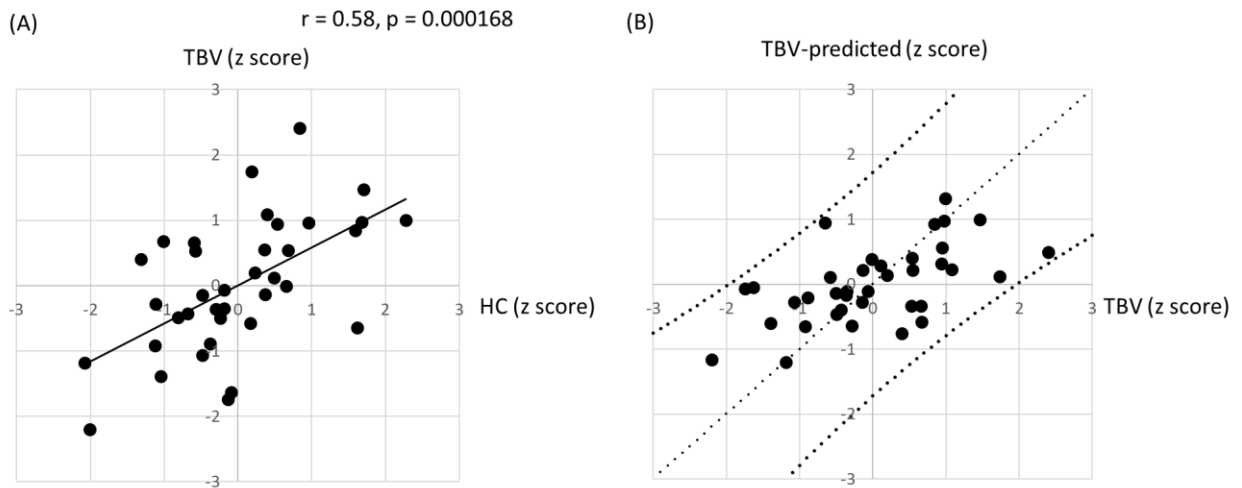 (A)
r = 0.58, p = 0.000168
TBV (z score)
3
2
1
0
-3 -2 -1 0 1 2 3
HC (z score)
-1
-2
-3
(B)
TBV-predicted (z score)
3
2
1
0
-3 -2 -1 0 1 2 3
TBV (z score)
-1
-2
-3